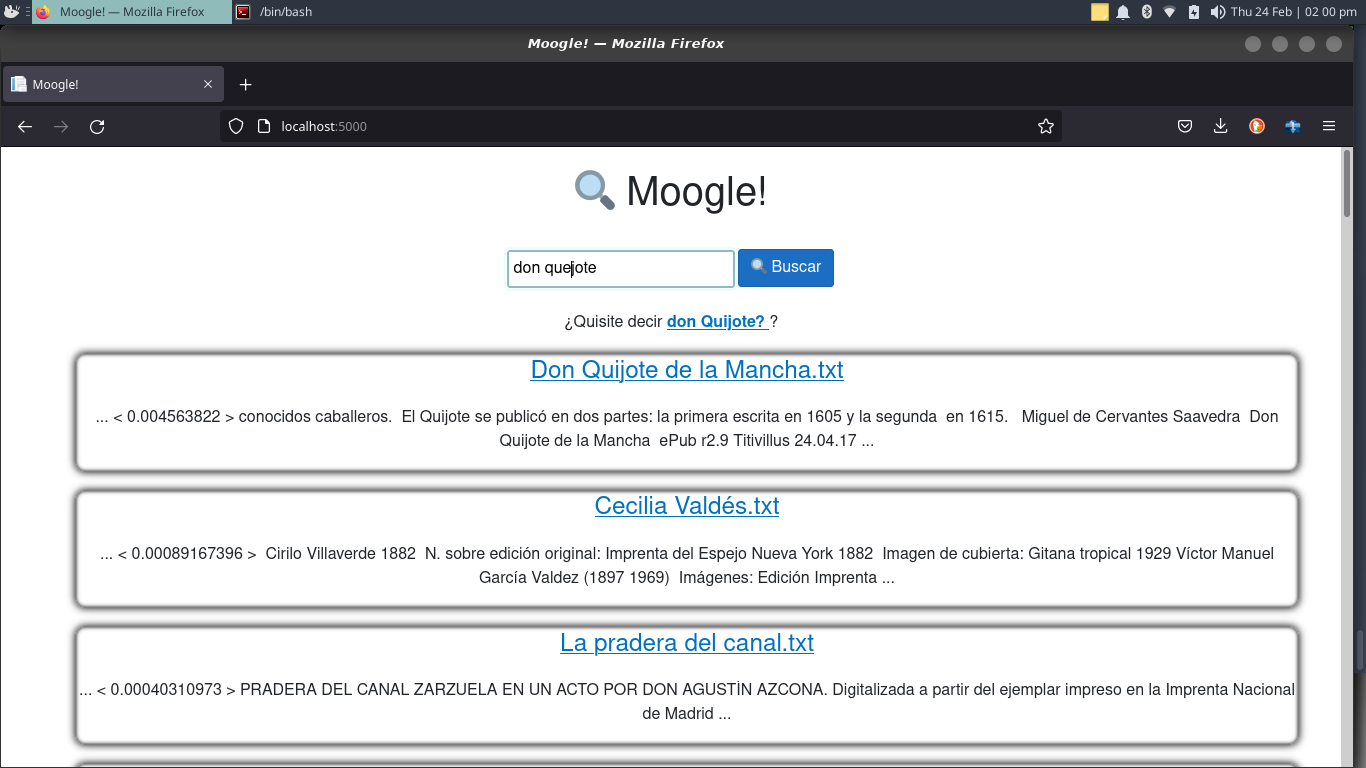 Moogle! — Mozilla Firefox
/bin/bash
Thu 24 Feb | 02 00 pm
Moogle! — Mozilla Firefox
Moogle!
localhost:5000
Moogle!
don quejote
Buscar
¿Quisite decir don Quijote? ?
Don Quijote de la Mancha.txt
... < 0.004563822 > conocidos caballeros. El Quijote se publicó en dos partes: la primera escrita en 1605 y la segunda en 1615. Miguel de Cervantes Saavedra Don
Quijote de la Mancha ePub r2.9 Titivillus 24.04.17 ...
Cecilia Valdés.txt
... < 0.00089167396 > Cirilo Villaverde 1882 N. sobre edición original: Imprenta del Espejo Nueva York 1882 Imagen de cubierta: Gitana tropical 1929 Víctor Manuel
García Valdez (1897 1969) Imágenes: Edición Imprenta ...
La pradera del canal.txt
... < 0.00040310973 > PRADERA DEL CANAL ZARZUELA EN UN ACTO POR DON AGUSTÍN AZCONA. Digitalizada a partir del ejemplar impreso en la Imprenta Nacional
de Madrid ...